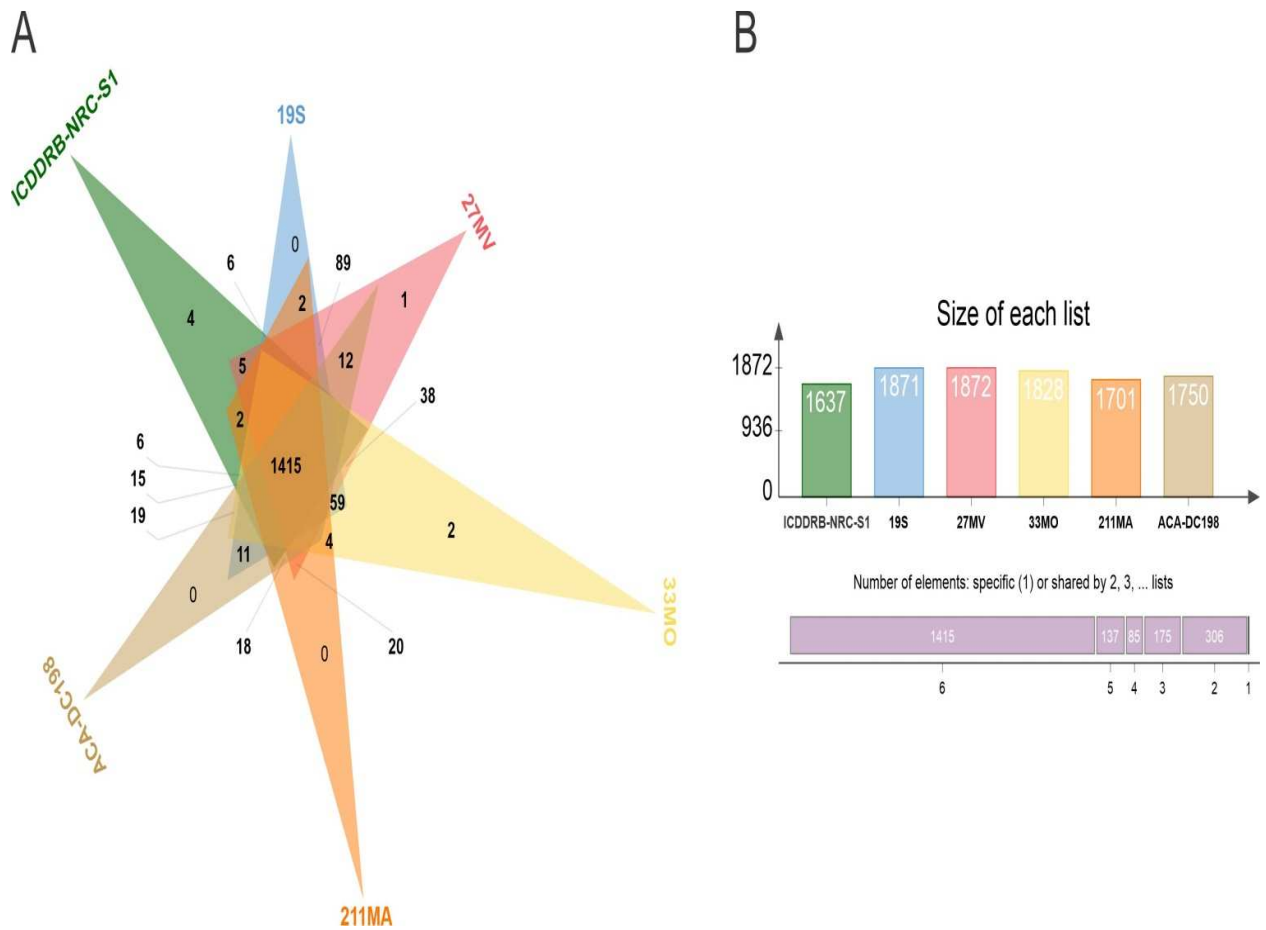 A
B
ICDDRB-NRC-S1
19S
27MV
0
6
89
4
2
1
5
12
38
2
6
1415
15
59
19
2
4
11
0
18
0
20
33MO
ACA-DC198
211MA
Size of each list
1872
936
0
1637
1871
1872
1828
1701
1750
ICDDRB-NRC-S1 19S 27MV 33MO 211MA ACA-DC198
Number of elements: specific (1) or shared by 2, 3, ... lists
1415 137 85 175 306
6 5 4 3 2 1